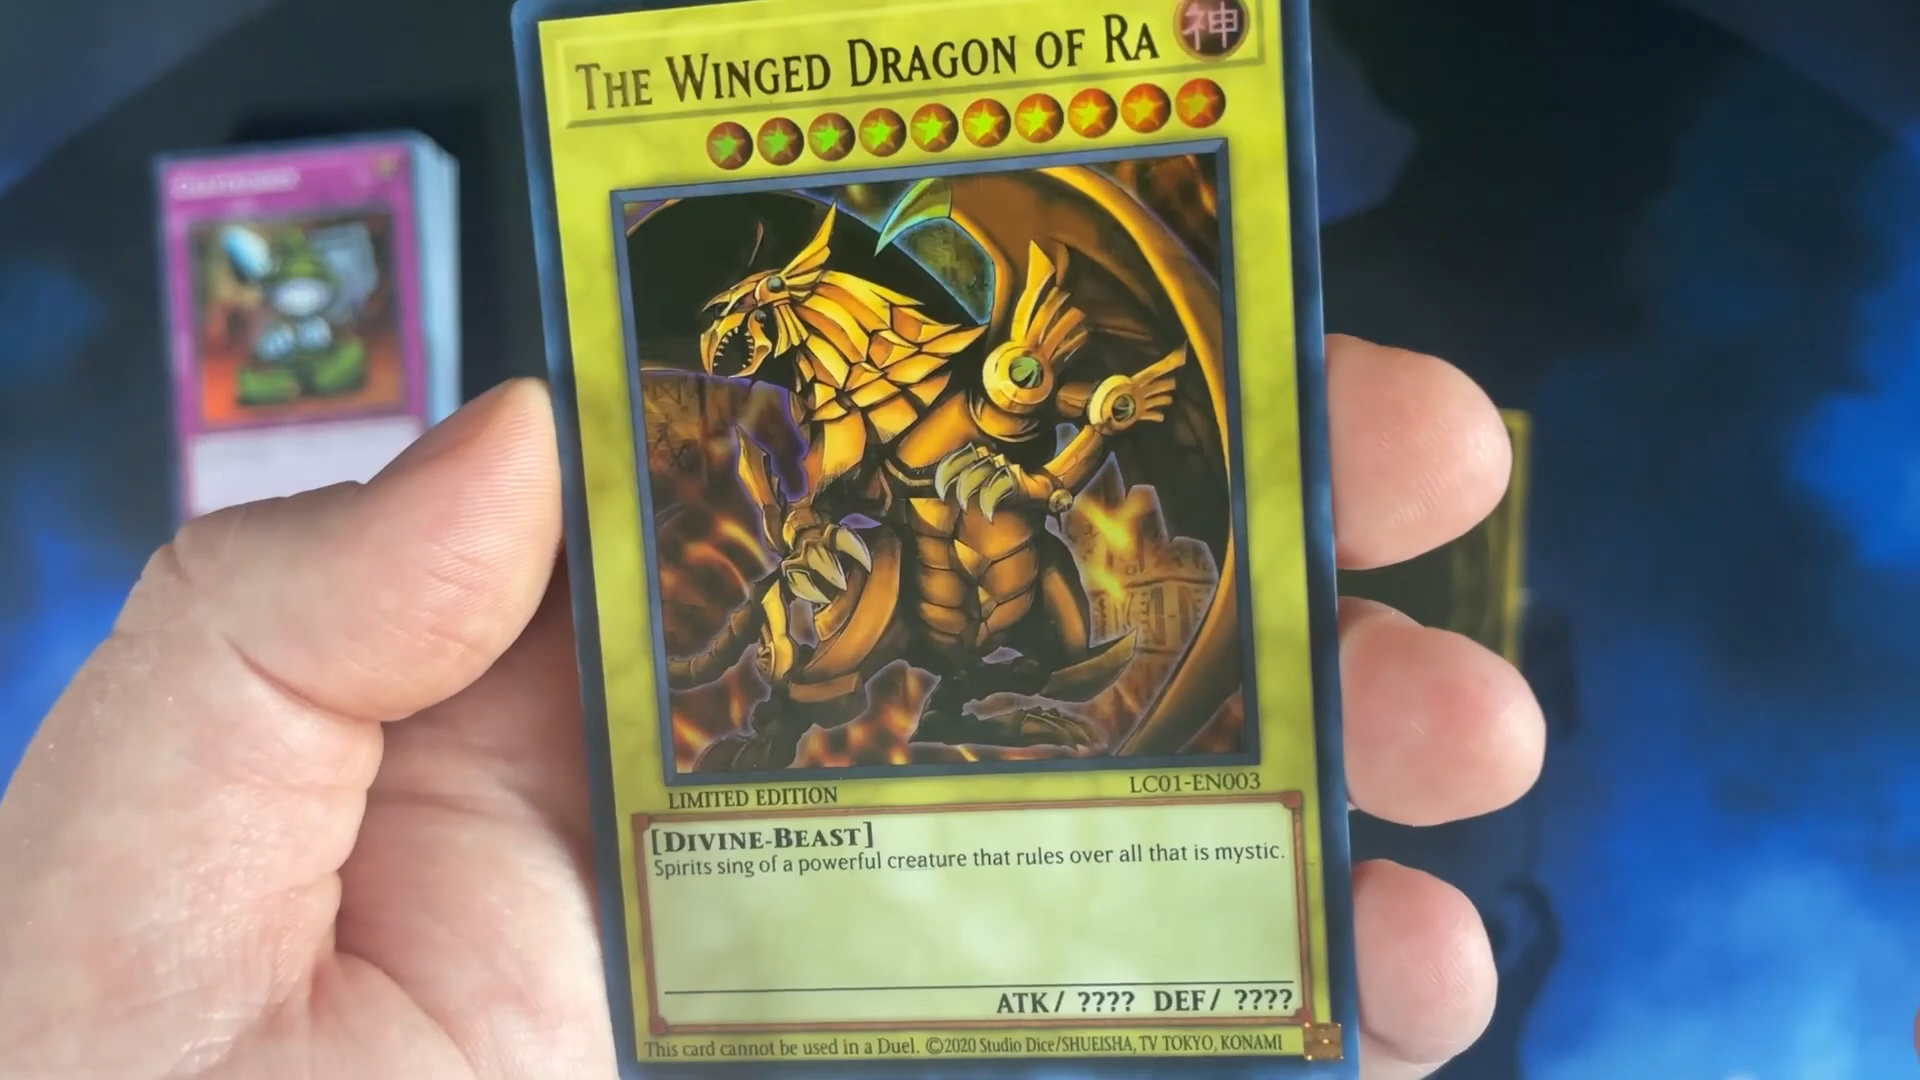 THE WINGED DRAGON OF RA
神
LIMITED EDITION
LC01-EN003
[DIVINE-BEAST]
Spirits sing of a powerful creature that rules over all that is mystic.
ATK/ ???? DEF/ ????
This card cannot be used in a Duel. ©2020 Studio Dice/SHUEISHA, TV TOKYO, KONAMI